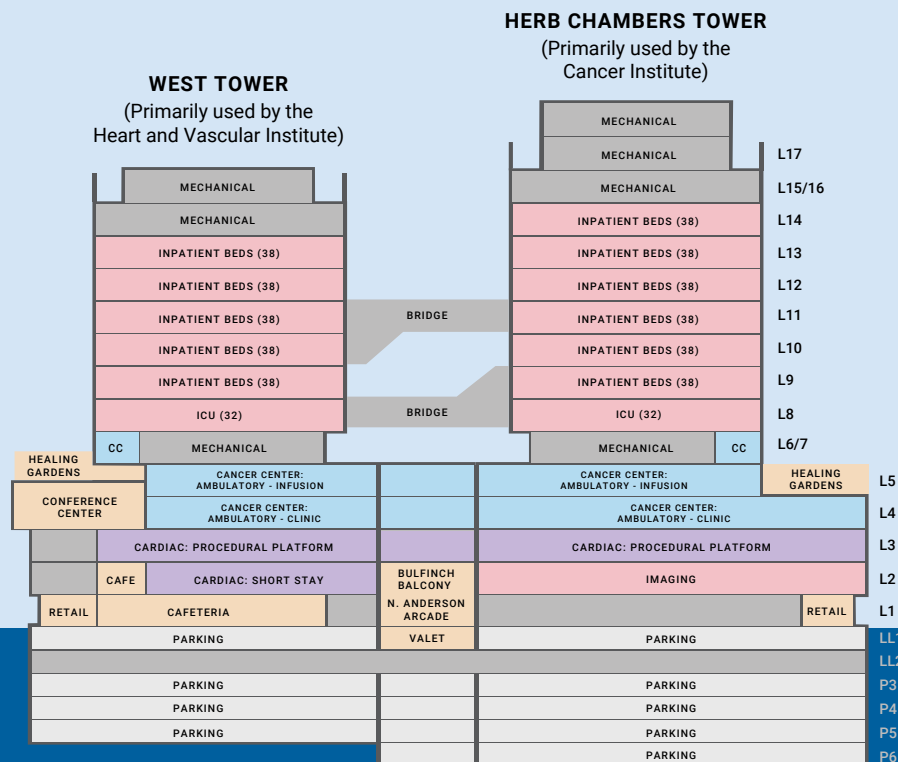 HERB CHAMBERS TOWER
(Primarily used by the
Cancer Institute)
WEST TOWER
(Primarily used by the
Heart and Vascular Institute)
MECHANICAL
MECHANICAL
L17
MECHANICAL
MECHANICAL
L15/16
MECHANICAL
INPATIENT BEDS (38)
L14
INPATIENT BEDS (38)
INPATIENT BEDS (38)
L13
INPATIENT BEDS (38)
INPATIENT BEDS (38)
L12
INPATIENT BEDS (38)
BRIDGE
INPATIENT BEDS (38)
L11
INPATIENT BEDS (38)
INPATIENT BEDS (38)
L10
INPATIENT BEDS (38)
INPATIENT BEDS (38)
L9
ICU (32)
BRIDGE
ICU (32)
L8
CC
MECHANICAL
MECHANICAL
CC
L6/7
HEALING
GARDENS
CANCER CENTER:
AMBULATORY - INFUSION
CANCER CENTER:
AMBULATORY - INFUSION
HEALING
GARDENS
L5
CONFERENCE
CENTER
CANCER CENTER:
AMBULATORY - CLINIC
CANCER CENTER:
AMBULATORY - CLINIC
L4
CARDIAC: PROCEDURAL PLATFORM
CARDIAC: PROCEDURAL PLATFORM
L3
CAFE
CARDIAC: SHORT STAY
BULFINCH
BALCONY
IMAGING
L2
RETAIL
CAFETERIA
N. ANDERSON
ARCADE
RETAIL
L1
PARKING
VALET
PARKING
LL1
LL2
PARKING
PARKING
P3
PARKING
PARKING
P4
PARKING
PARKING
P5
PARKING
P6